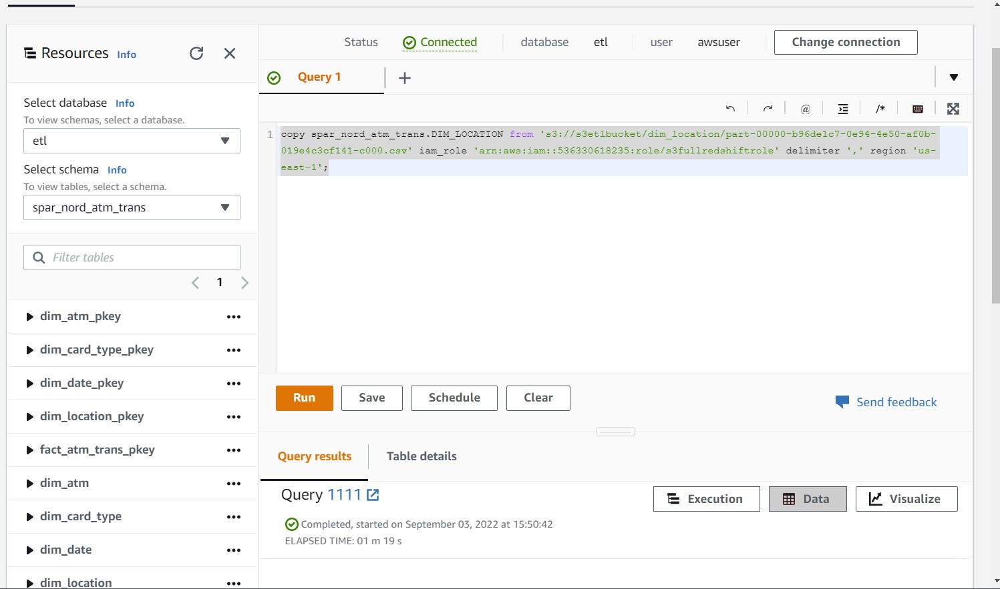 Resources Info
Select database Info
To view schemas, select a database.
etl
Select schema Info
To view tables, select a schema.
spar_nord_atm_trans
Filter tables
1
dim_atm_pkey
dim_card_type_pkey
dim_date_pkey
dim_location_pkey
fact_atm_trans_pkey
dim_atm
dim_card_type
dim_date
dim_location
Status Connected database etl user awsuser Change connection
Query 1
@ /*
1 copy spar_nord_atm_trans.DIM_LOCATION from 's3://s3etlbucket/dim_location/part-00000-b96de1c7-0e94-4e50-af0b-
019e4c3cf141-c000.csv' iam_role 'arn:aws:iam::536330618235:role/s3fullredshiftrole' delimiter ',' region 'us-
east-1';
Run Save Schedule Clear Send feedback
Query results Table details
Query 1111 Execution Data Visualize
Completed, started on September 03, 2022 at 15:50:42
ELAPSED TIME: 01 m 19 s